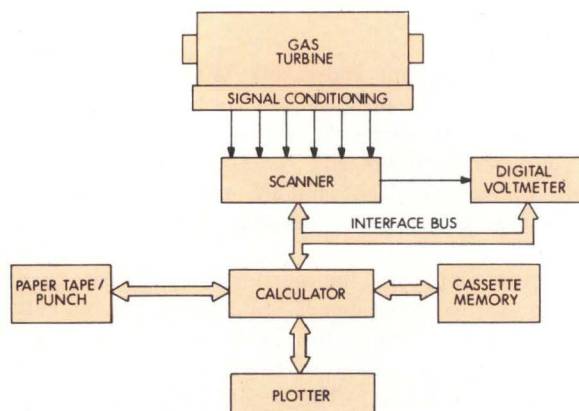 GAS
TURBINE
SIGNAL CONDITIONING
SCANNER
DIGITAL
VOLTMETER
INTERFACE BUS
PAPER TAPE/
PUNCH
CALCULATOR
CASSETTE
MEMORY
PLOTTER